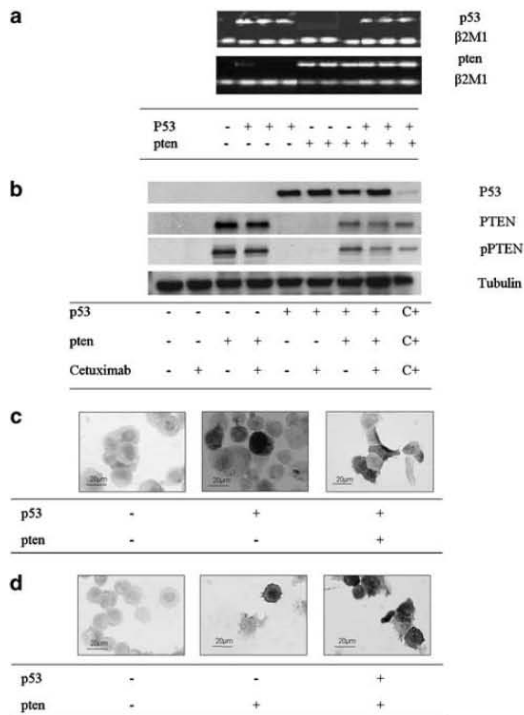 a
p53
β2M1
pten
β2M1
P53 - + + + - - - + + +
pten - - - - + + + + + +
b
P53
PTEN
pPTEN
Tubulin
p53 - - - - + + + + C+
pten - - + + - - + + C+
Cetuximab - + - + - + - + C+
c
20µm 20µm 20µm
p53 - + +
pten - - +
d
20µm 20µm 20µm
p53 - - +
pten - + +